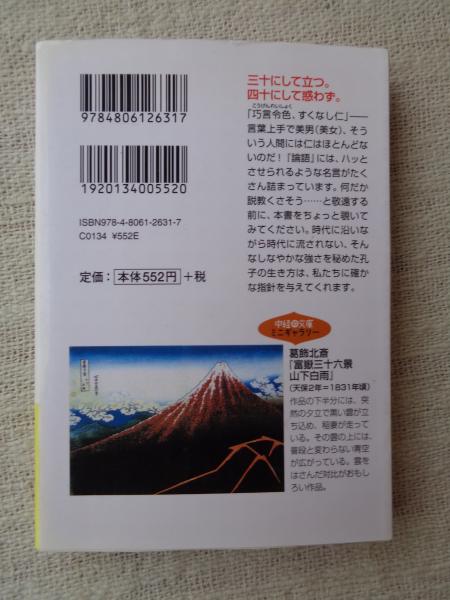 9784806126317
1920134005520
ISBN978-4-8061-2631-7
C0134 ¥552E
定価：本体552円＋税
三十にして立つ。
四十にして惑わず。
こうげんれいしょく
「巧言令色、すくなし仁」――
言葉上手で美男（美女）、そう
いう人間には仁はほとんどな
いのだ！『論語』には、ハッと
させられるような名言がたく
さん詰まっています。何だか
説教くさそう……と敬遠する
前に、本書をちょっと覗いて
みてください。時代に沿いな
がら時代に流されない、そん
なしなやかな強さを秘めた孔
子の生き方は、私たちに確か
な指針を与えてくれます。
中経の文庫
ミニギャラリー
葛飾北斎
『富嶽三十六景
山下白雨』
（天保2年＝1831年頃）
作品の下半分には、突
然の夕立で黒い雲が立
ち込め、稲妻が走って
いる。その雲の上には、
普段と変わらない青空
が広がっている。雲を
はさんだ対比がおもし
ろい作品。